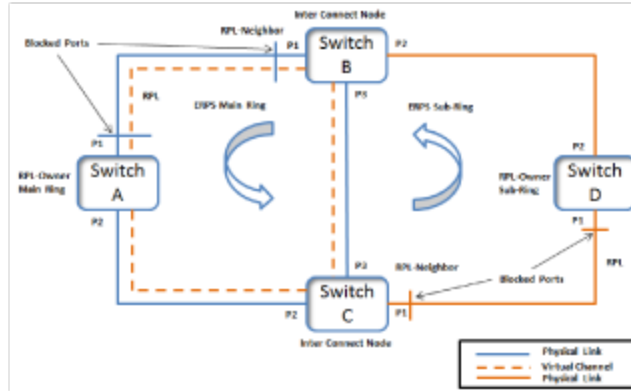 Inter Connect Node
RPL-Neighbor
Blocked Ports
P1
Switch
B
P2
RPL
ERPS Main Ring
P3
ERPS Sub-Ring
P1
P2
RPL-Owner
Main Ring
Switch
A
RPL-Owner
Sub-Ring
Switch
D
P2
P1
P3
RPL-Neighbor
Blocked Ports
RPL
P2
Switch
C
P1
Inter Connect Node
Physical Link
Virtual Channel
Physical Link